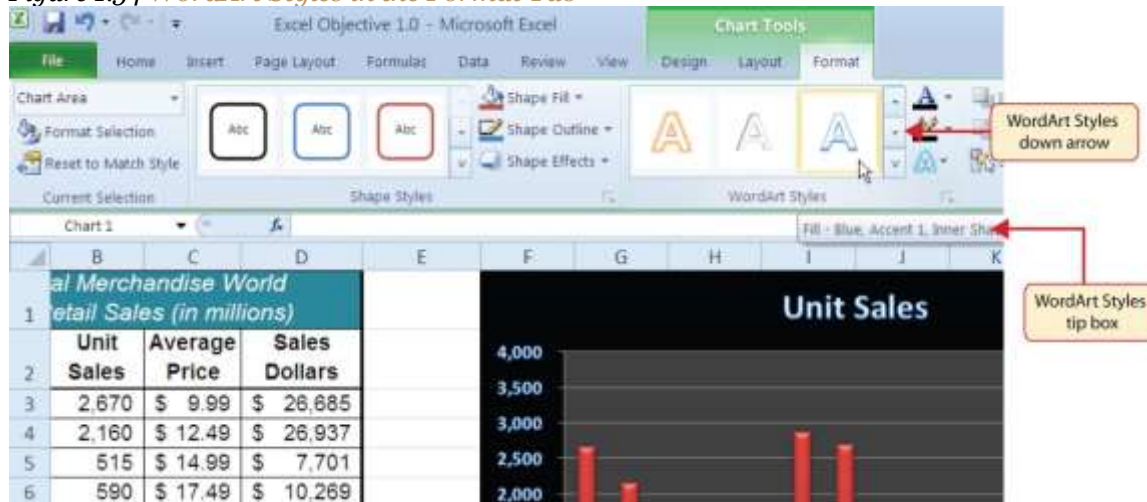 Excel Objective 1.0 - Microsoft Excel
Chart Tools
File Home Insert Page Layout Formulas Data Review View Design Layout Format
Chart Area
Format Selection
Reset to Match Style
Current Selection
Abc Abc Abc
Shape Fill
Shape Outline
Shape Effects
Shape Styles
A A A
WordArt Styles
A
WordArt Styles
down arrow
Chart 1 fx
Fill - Blue, Accent 1, Inner Sha
WordArt Styles
tip box
B C D E F G H I J K
al Merchandise World
1 etail Sales (in millions)
Unit Average Sales
2 Sales Price Dollars
3 2,670 $ 9.99 $ 26,685
4 2,160 $ 12.49 $ 26,937
5 515 $ 14.99 $ 7,701
6 590 $ 17.49 $ 10,269
Unit Sales
4,000
3,500
3,000
2,500
2,000